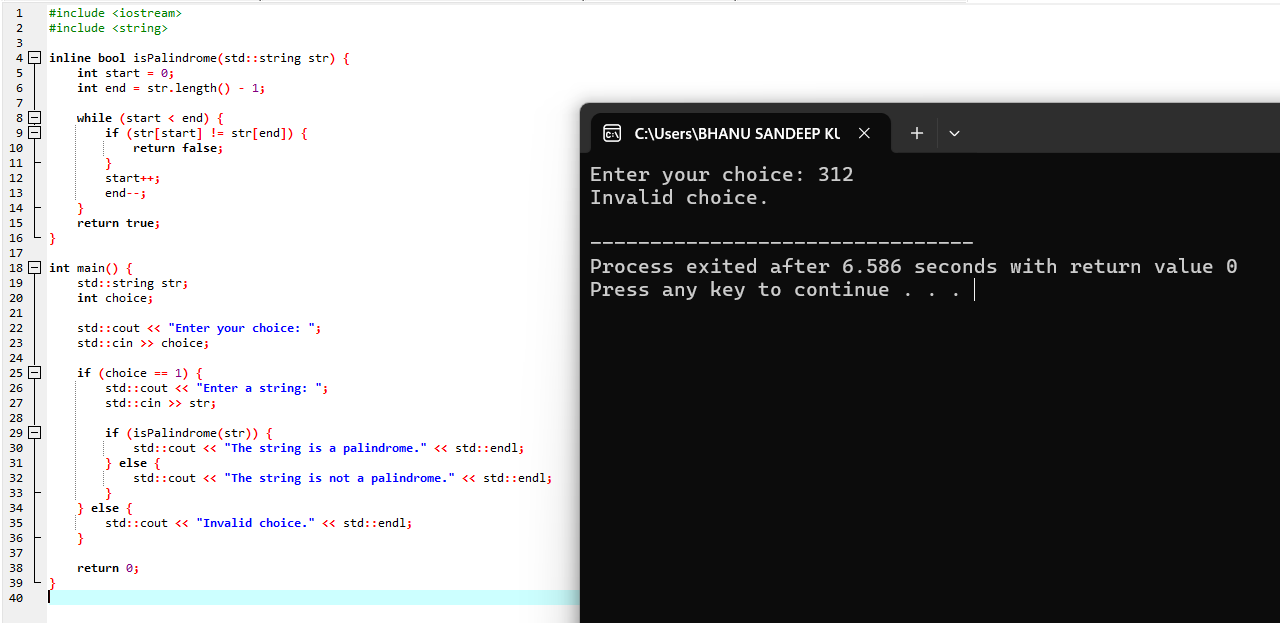 1 #include <iostream>
2 #include <string>
3
4 inline bool isPalindrome(std::string str) {
5     int start = 0;
6     int end = str.length() - 1;
7
8     while (start < end) {
9         if (str[start] != str[end]) {
10             return false;
11         }
12         start++;
13         end--;
14     }
15     return true;
16 }
17
18 int main() {
19     std::string str;
20     int choice;
21
22     std::cout << "Enter your choice: ";
23     std::cin >> choice;
24
25     if (choice == 1) {
26         std::cout << "Enter a string: ";
27         std::cin >> str;
28
29         if (isPalindrome(str)) {
30             std::cout << "The string is a palindrome." << std::endl;
31         } else {
32             std::cout << "The string is not a palindrome." << std::endl;
33         }
34     } else {
35         std::cout << "Invalid choice." << std::endl;
36     }
37
38     return 0;
39 }
40
C:\Users\BHANU SANDEEP KU
Enter your choice: 312
Invalid choice.
--------------------------------
Process exited after 6.586 seconds with return value 0
Press any key to continue . . .